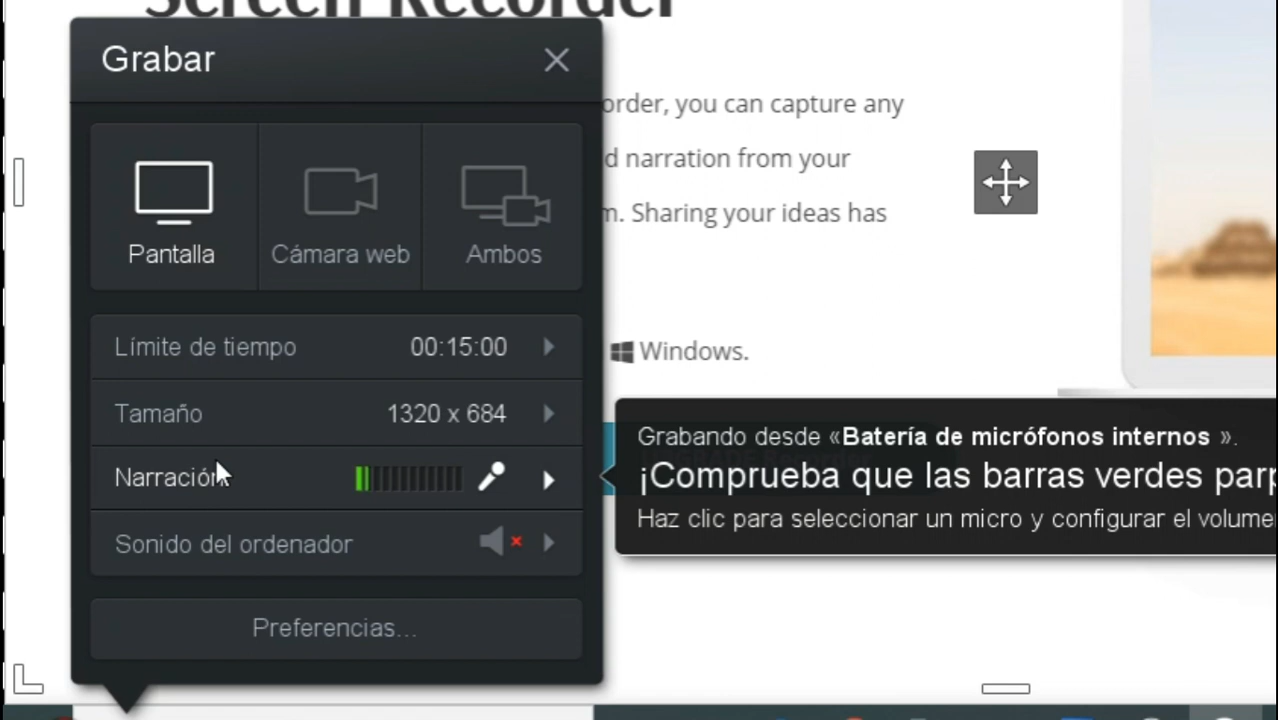 Screen Recorder
Grabar
order, you can capture any
d narration from your
m. Sharing your ideas has
Windows.
Pantalla
Cámara web
Ambos
Límite de tiempo 00:15:00
Tamaño 1320 x 684
Narración
Sonido del ordenador
Preferencias...
Grabando desde «Batería de micrófonos internos ».
¡Comprueba que las barras verdes parp
Haz clic para seleccionar un micro y configurar el volume